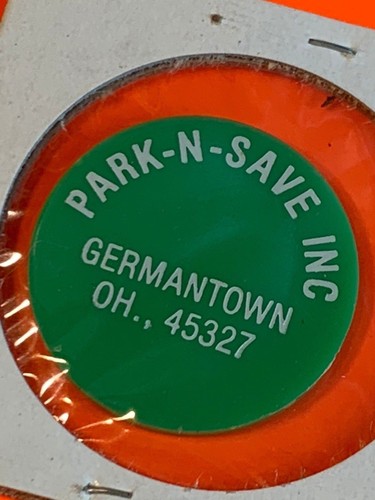 PARK-N-SAVE INC
GERMANTOWN
OH., 45327